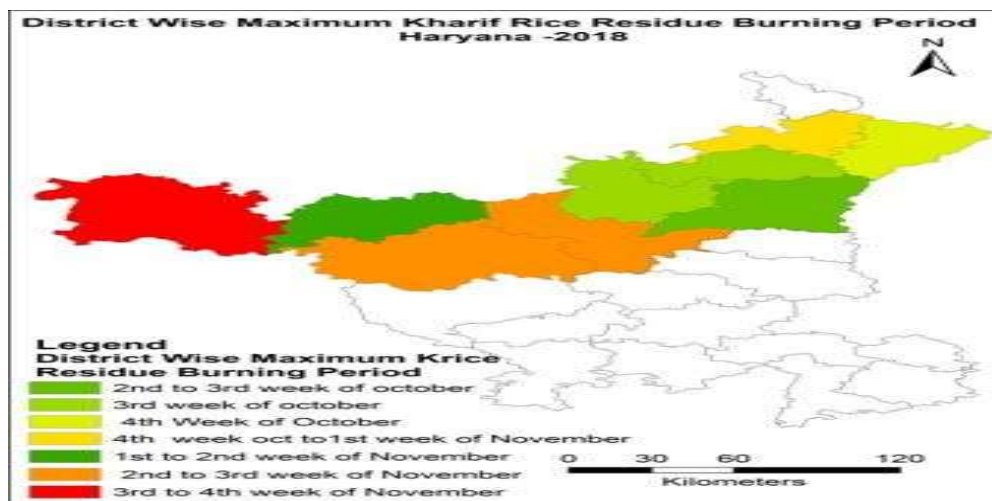 District Wise Maximum Kharif Rice Residue Burning Period
Haryana -2018
N
Legend
District Wise Maximum Krice
Residue Burning Period
2nd to 3rd week of october
3rd week of october
4th Week of October
4th week oct to1st week of November
1st to 2nd week of November
2nd to 3rd week of November
3rd to 4th week of November
0 30 60 120
Kilometers